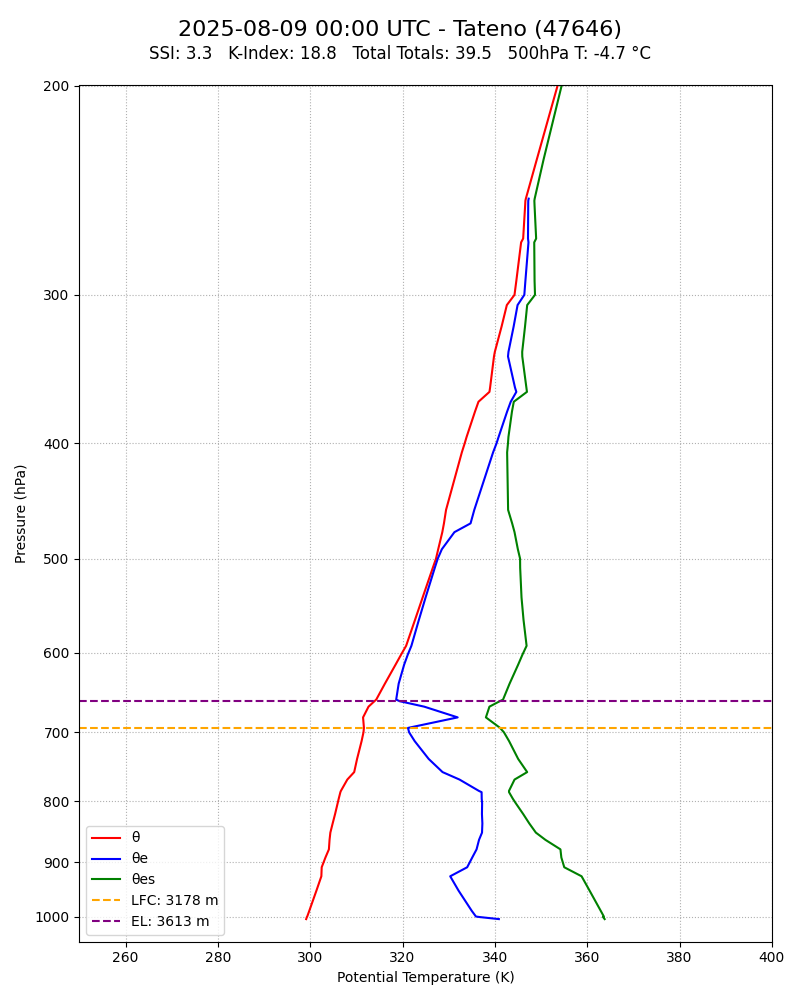 2025-08-09 00:00 UTC - Tateno (47646)
SSI: 3.3 K-Index: 18.8 Total Totals: 39.5 500hPa T: -4.7 °C
200
300
400
500
600
700
800
900
1000
Pressure (hPa)
θ
θe
θes
LFC: 3178 m
EL: 3613 m
260 280 300 320 340 360 380 400
Potential Temperature (K)